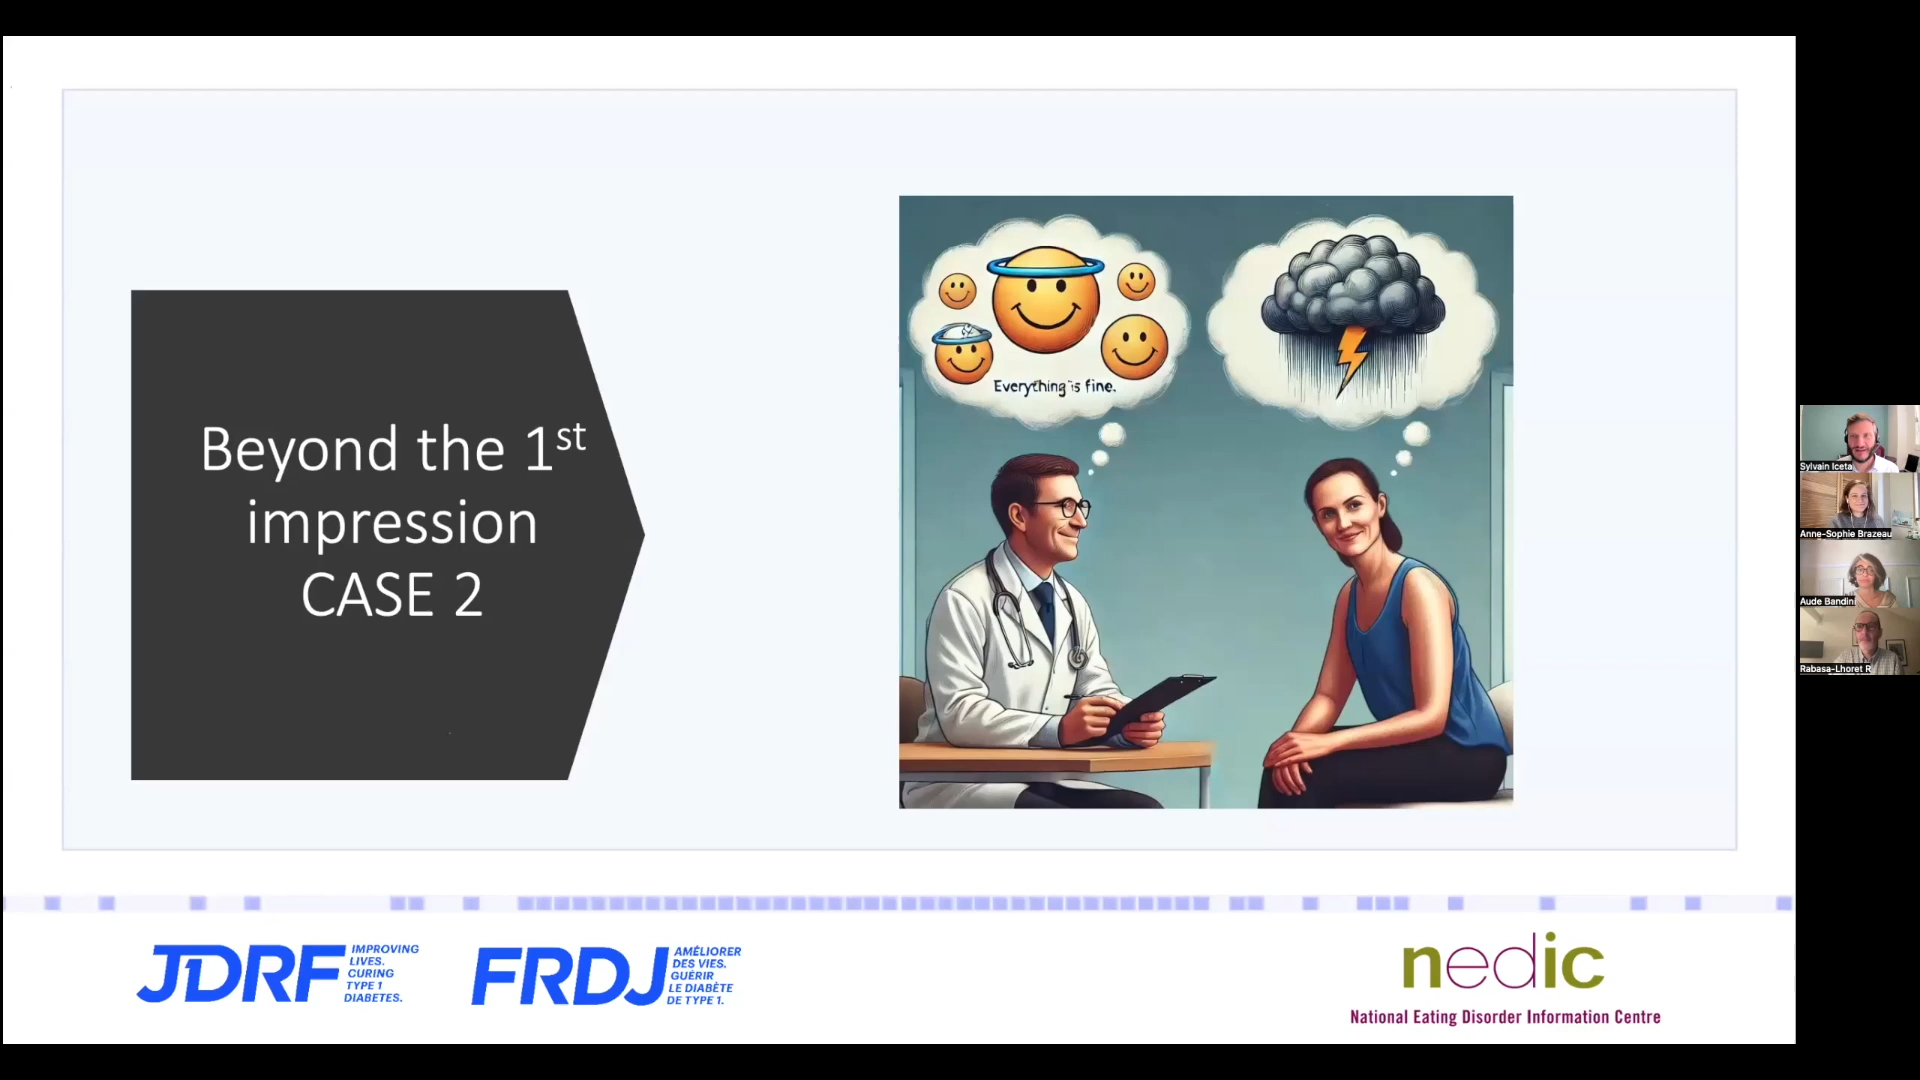 Beyond the 1st
impression
CASE 2
Everything is fine.
Sylvain Iceta
Anne-Sophie Brazeau
Aude Bandini
Rabasa-Lhoret R
JDRF
IMPROVING
LIVES.
CURING
TYPE 1
DIABETES.
FRDJ
AMÉLIORER
DES VIES.
GUÉRIR
LE DIABÈTE
DE TYPE 1.
nedic
National Eating Disorder Information Centre